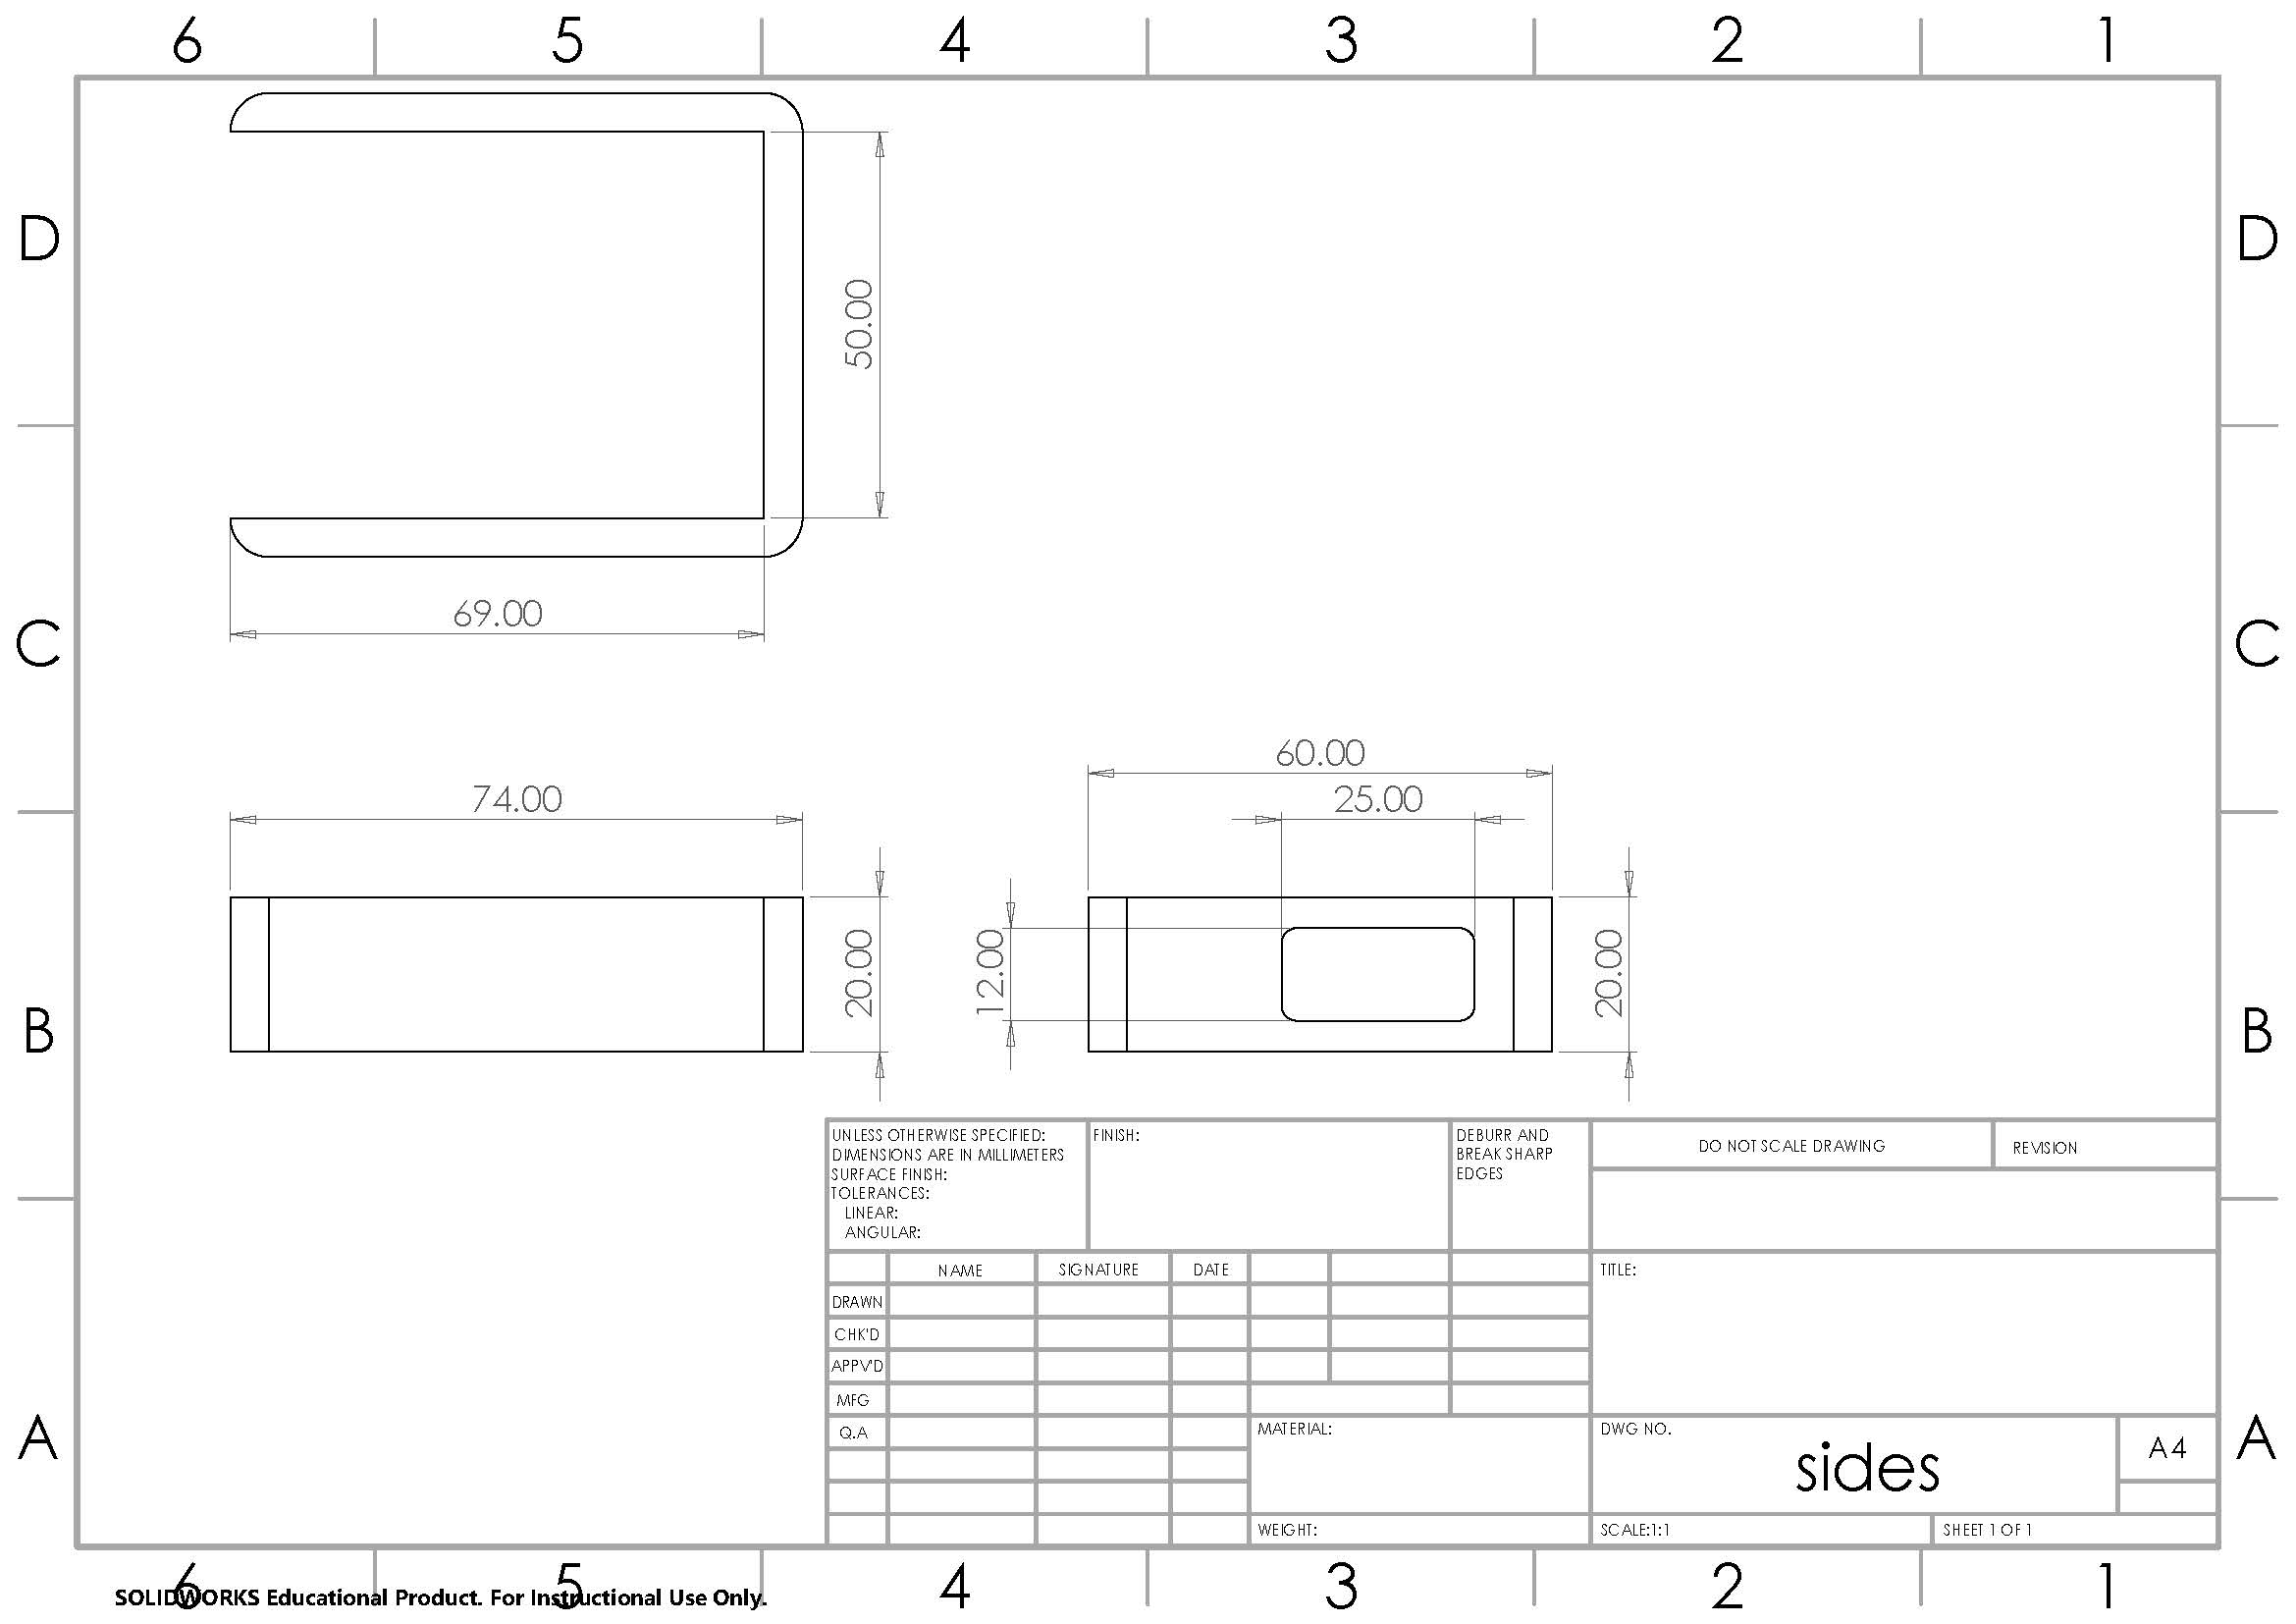 6 5 4 3 2 1
D D
50.00
C C
69.00
60.00
74.00 25.00
20.00 12.00 20.00
B B
UNLESS OTHERWISE SPECIFIED:
DIMENSIONS ARE IN MILLIMETERS
SURFACE FINISH:
TOLERANCES:
LINEAR:
ANGULAR:
FINISH:
DEBURR AND
BREAK SHARP
EDGES
DO NOT SCALE DRAWING
REVISION
NAME SIGNATURE DATE
TITLE:
DRAWN
CHK'D
APPV'D
MFG
Q.A
MATERIAL:
DWG NO.
sides
A4
A A
WEIGHT:
SCALE:1:1
SHEET 1 OF 1
6 5 4 3 2 1
SOLIDWORKS Educational Product. For Instructional Use Only.